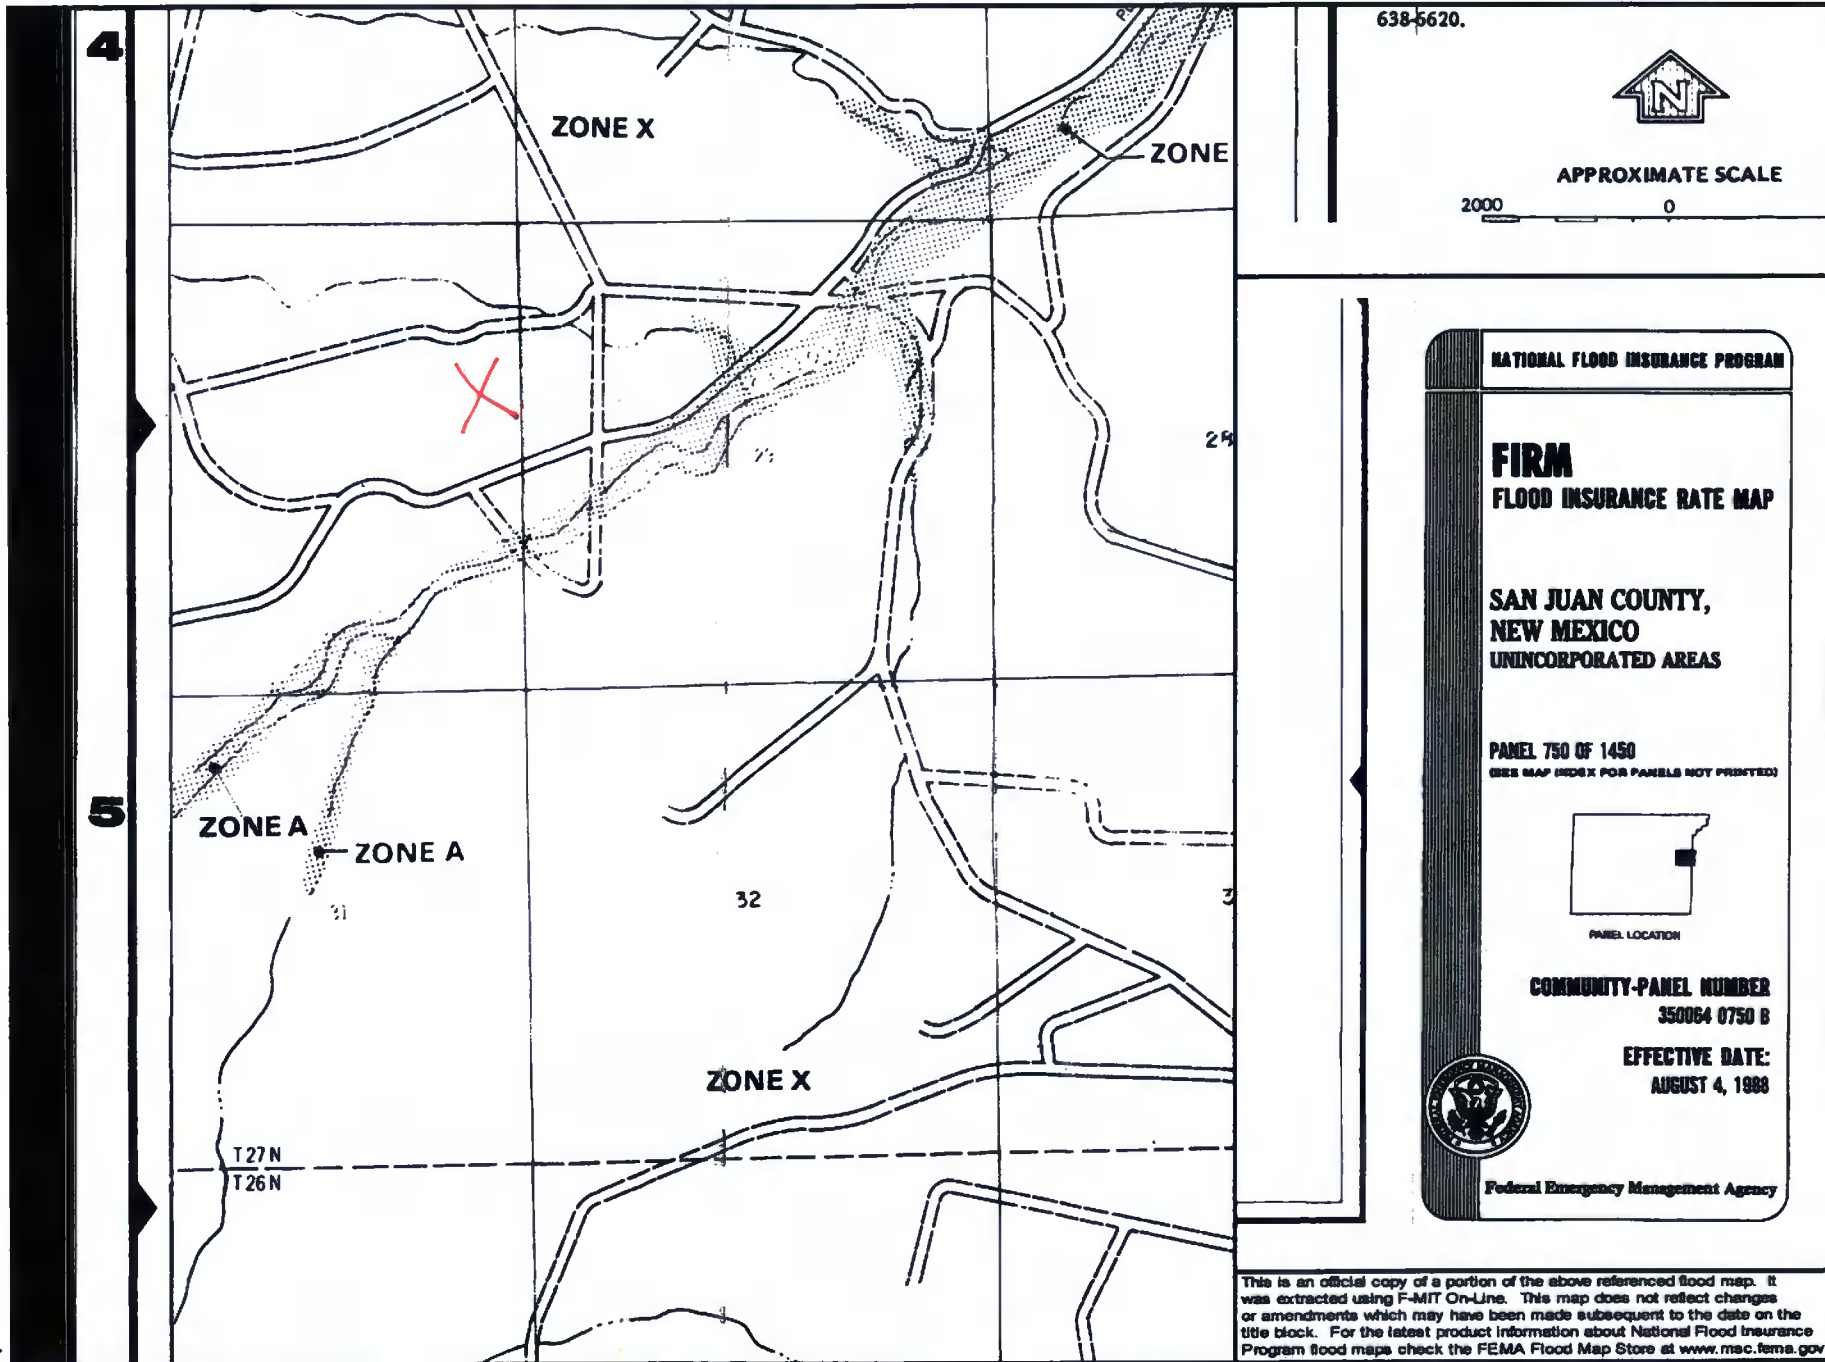 4
638-6620.
ZONE X
ZONE
APPROXIMATE SCALE
2000 0
N
NATIONAL FLOOD INSURANCE PROGRAM
FIRM
FLOOD INSURANCE RATE MAP
SAN JUAN COUNTY,
NEW MEXICO
UNINCORPORATED AREAS
PANEL 750 OF 1450
(SEE MAP INDEX FOR PANELS NOT PRINTED)
PANEL LOCATION
COMMUNITY-PANEL NUMBER
350064 0750 B
EFFECTIVE DATE:
AUGUST 4, 1988
Federal Emergency Management Agency
5
ZONE A
ZONE A
31
32
ZONE X
T27N
T26N
This is an official copy of a portion of the above referenced flood map. It
was extracted using F-MIT On-Line. This map does not reflect changes
or amendments which may have been made subsequent to the date on the
title block. For the latest product information about National Flood Insurance
Program flood maps check the FEMA Flood Map Store at www.msc.fema.gov